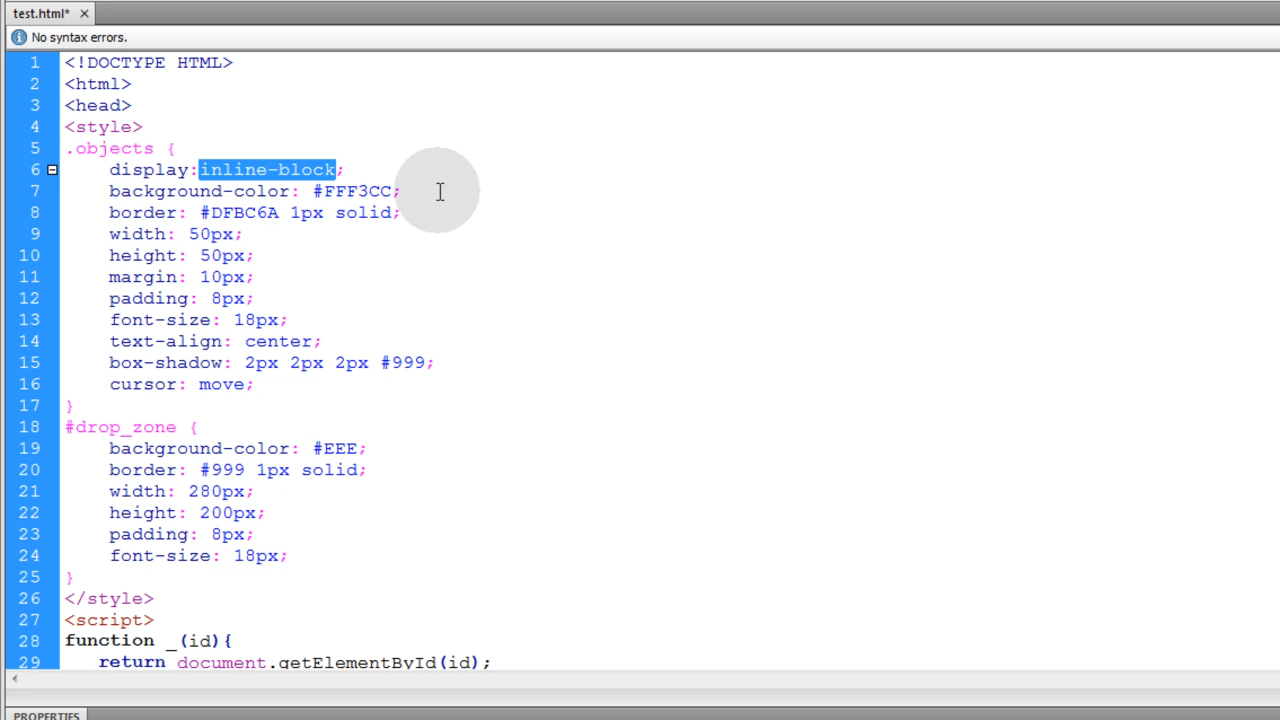 test.html*
No syntax errors.
1 <!DOCTYPE HTML>
2 <html>
3 <head>
4 <style>
5 .objects {
6 display:inline-block;
7 background-color: #FFF3CC;
8 border: #DFBC6A 1px solid;
9 width: 50px;
10 height: 50px;
11 margin: 10px;
12 padding: 8px;
13 font-size: 18px;
14 text-align: center;
15 box-shadow: 2px 2px 2px #999;
16 cursor: move;
17 }
18 #drop_zone {
19 background-color: #EEE;
20 border: #999 1px solid;
21 width: 280px;
22 height: 200px;
23 padding: 8px;
24 font-size: 18px;
25 }
26 </style>
27 <script>
28 function _(id){
29 return document.getElementById(id);
PROPERTIES